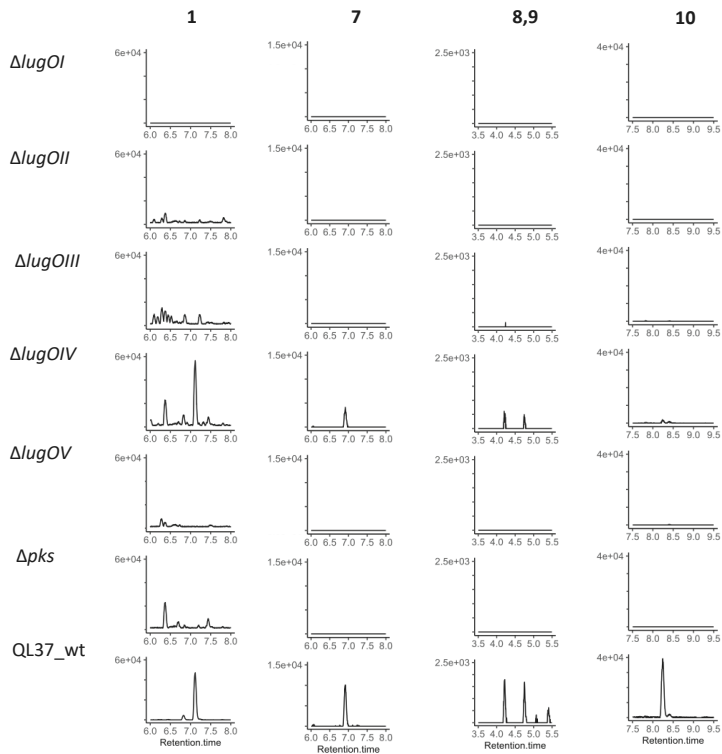 1 7 8,9 10
ΔlugOI
6e+04 1.5e+04 2.5e+03 4e+04
6.0 6.5 7.0 7.5 8.0 6.0 6.5 7.0 7.5 8.0 3.5 4.0 4.5 5.0 5.5 7.5 8.0 8.5 9.0 9.5
ΔlugOII
6e+04 1.5e+04 2.5e+03 4e+04
6.0 6.5 7.0 7.5 8.0 6.0 6.5 7.0 7.5 8.0 3.5 4.0 4.5 5.0 5.5 7.5 8.0 8.5 9.0 9.5
ΔlugOIII
6e+04 1.5e+04 2.5e+03 4e+04
6.0 6.5 7.0 7.5 8.0 6.0 6.5 7.0 7.5 8.0 3.5 4.0 4.5 5.0 5.5 7.5 8.0 8.5 9.0 9.5
ΔlugOIV
6e+04 1.5e+04 2.5e+03 4e+04
6.0 6.5 7.0 7.5 8.0 6.0 6.5 7.0 7.5 8.0 3.5 4.0 4.5 5.0 5.5 7.5 8.0 8.5 9.0 9.5
ΔlugOV
6e+04 1.5e+04 2.5e+03 4e+04
6.0 6.5 7.0 7.5 8.0 6.0 6.5 7.0 7.5 8.0 3.5 4.0 4.5 5.0 5.5 7.5 8.0 8.5 9.0 9.5
Δpks
6e+04 1.5e+04 2.5e+03 4e+04
6.0 6.5 7.0 7.5 8.0 6.0 6.5 7.0 7.5 8.0 3.5 4.0 4.5 5.0 5.5 7.5 8.0 8.5 9.0 9.5
QL37_wt
6e+04 1.5e+04 2.5e+03 4e+04
6.0 6.5 7.0 7.5 8.0 6.0 6.5 7.0 7.5 8.0 3.5 4.0 4.5 5.0 5.5 7.5 8.0 8.5 9.0 9.5
Retention.time Retention.time Retention.time Retention.time